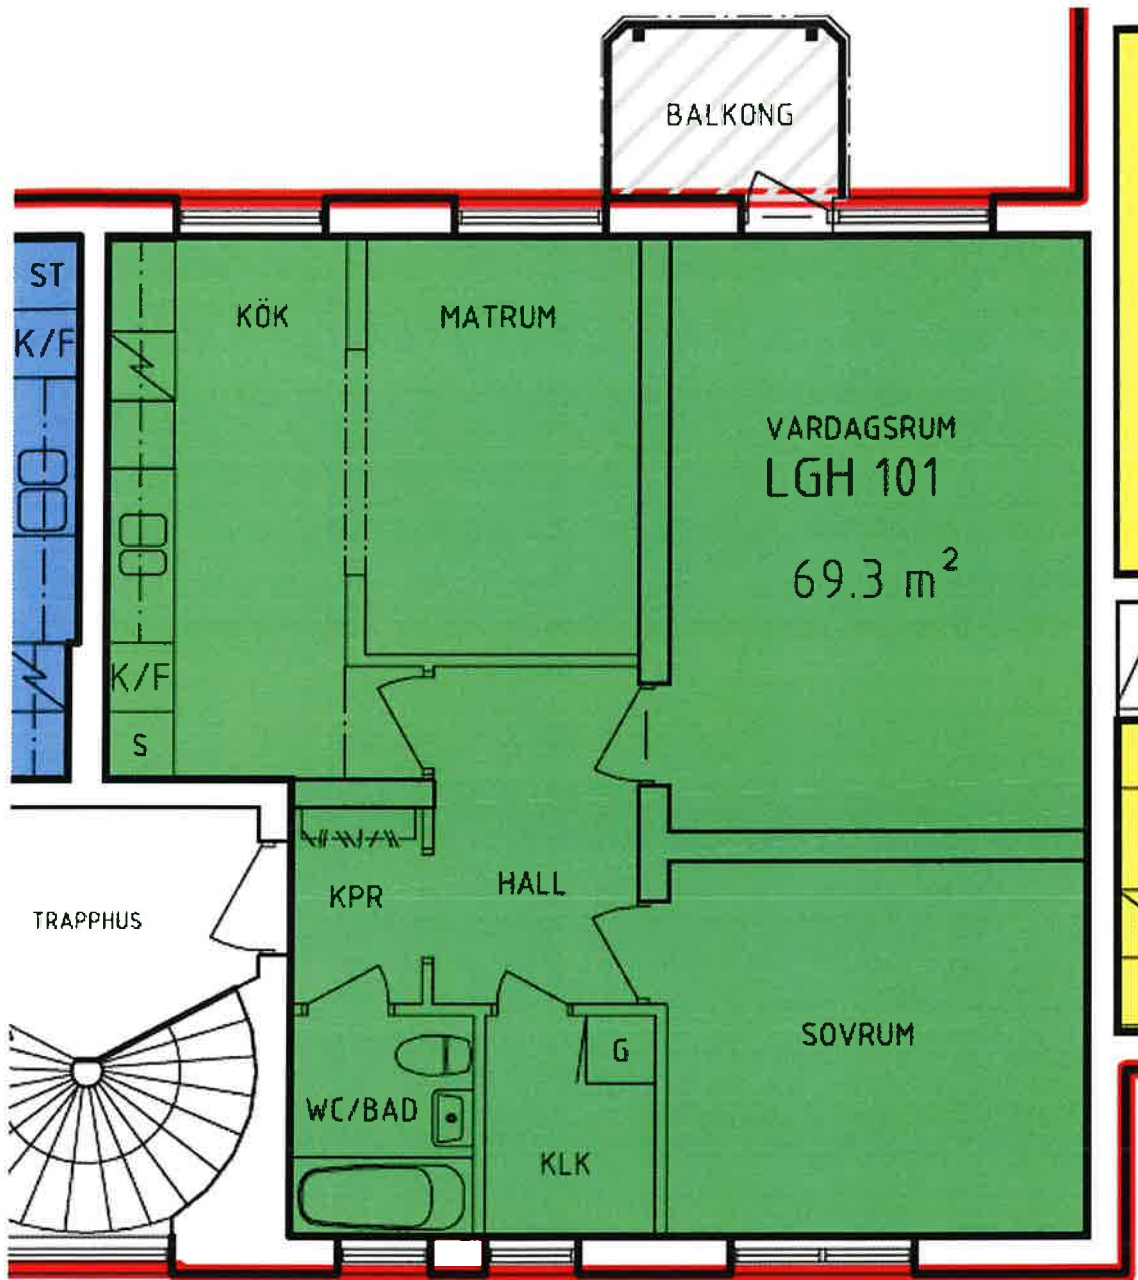 BALKONG
ST
K/F
KÖK
MATRUM
VARDAGSRUM
LGH 101
69.3 m²
K/F
S
TRAPPHUS
KPR
HALL
SOVRUM
G
WC/BAD
KLK